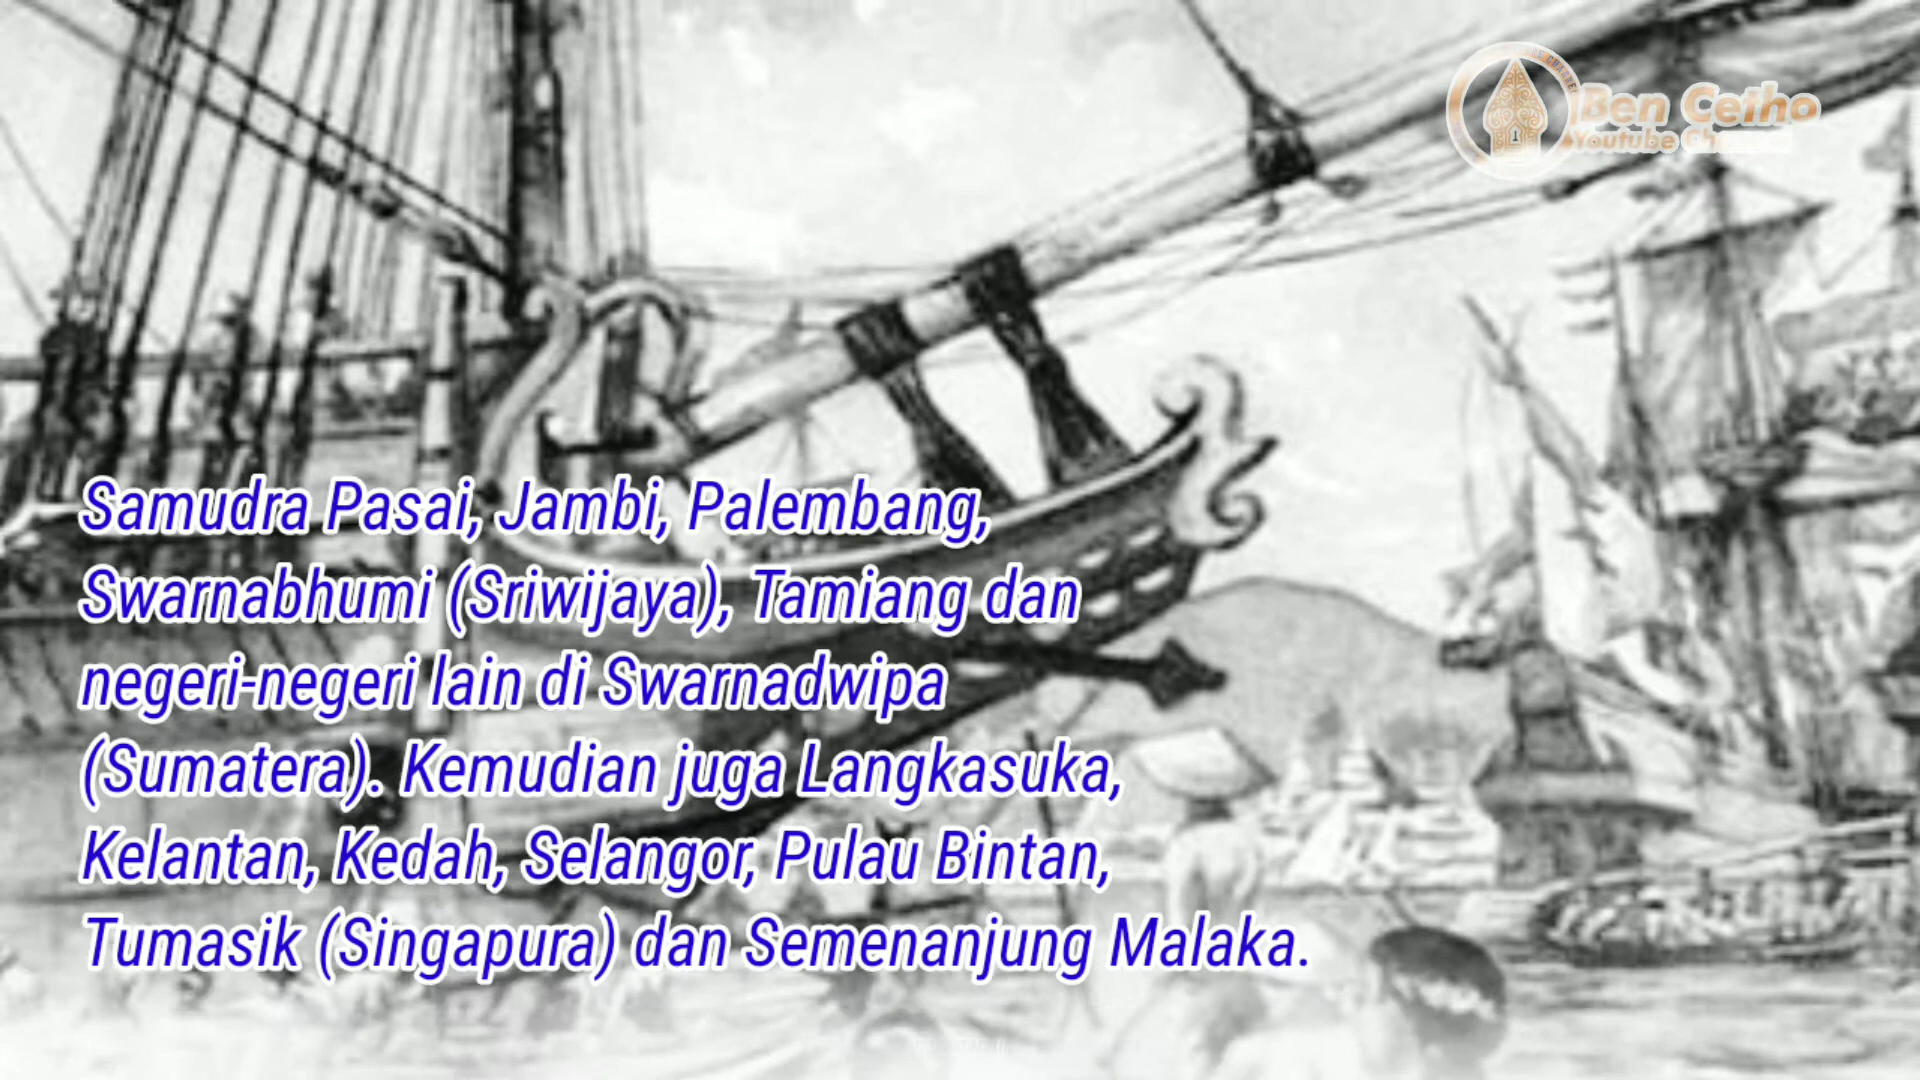 Ben Cetho
Youtube
Samudra Pasai, Jambi, Palembang,
Swarnabhumi (Sriwijaya), Tamiang dan
negeri-negeri lain di Swarnadwipa
(Sumatera). Kemudian juga Langkasuka,
Kelantan, Kedah, Selangor, Pulau Bintan,
Tumasik (Singapura) dan Semenanjung Malaka.